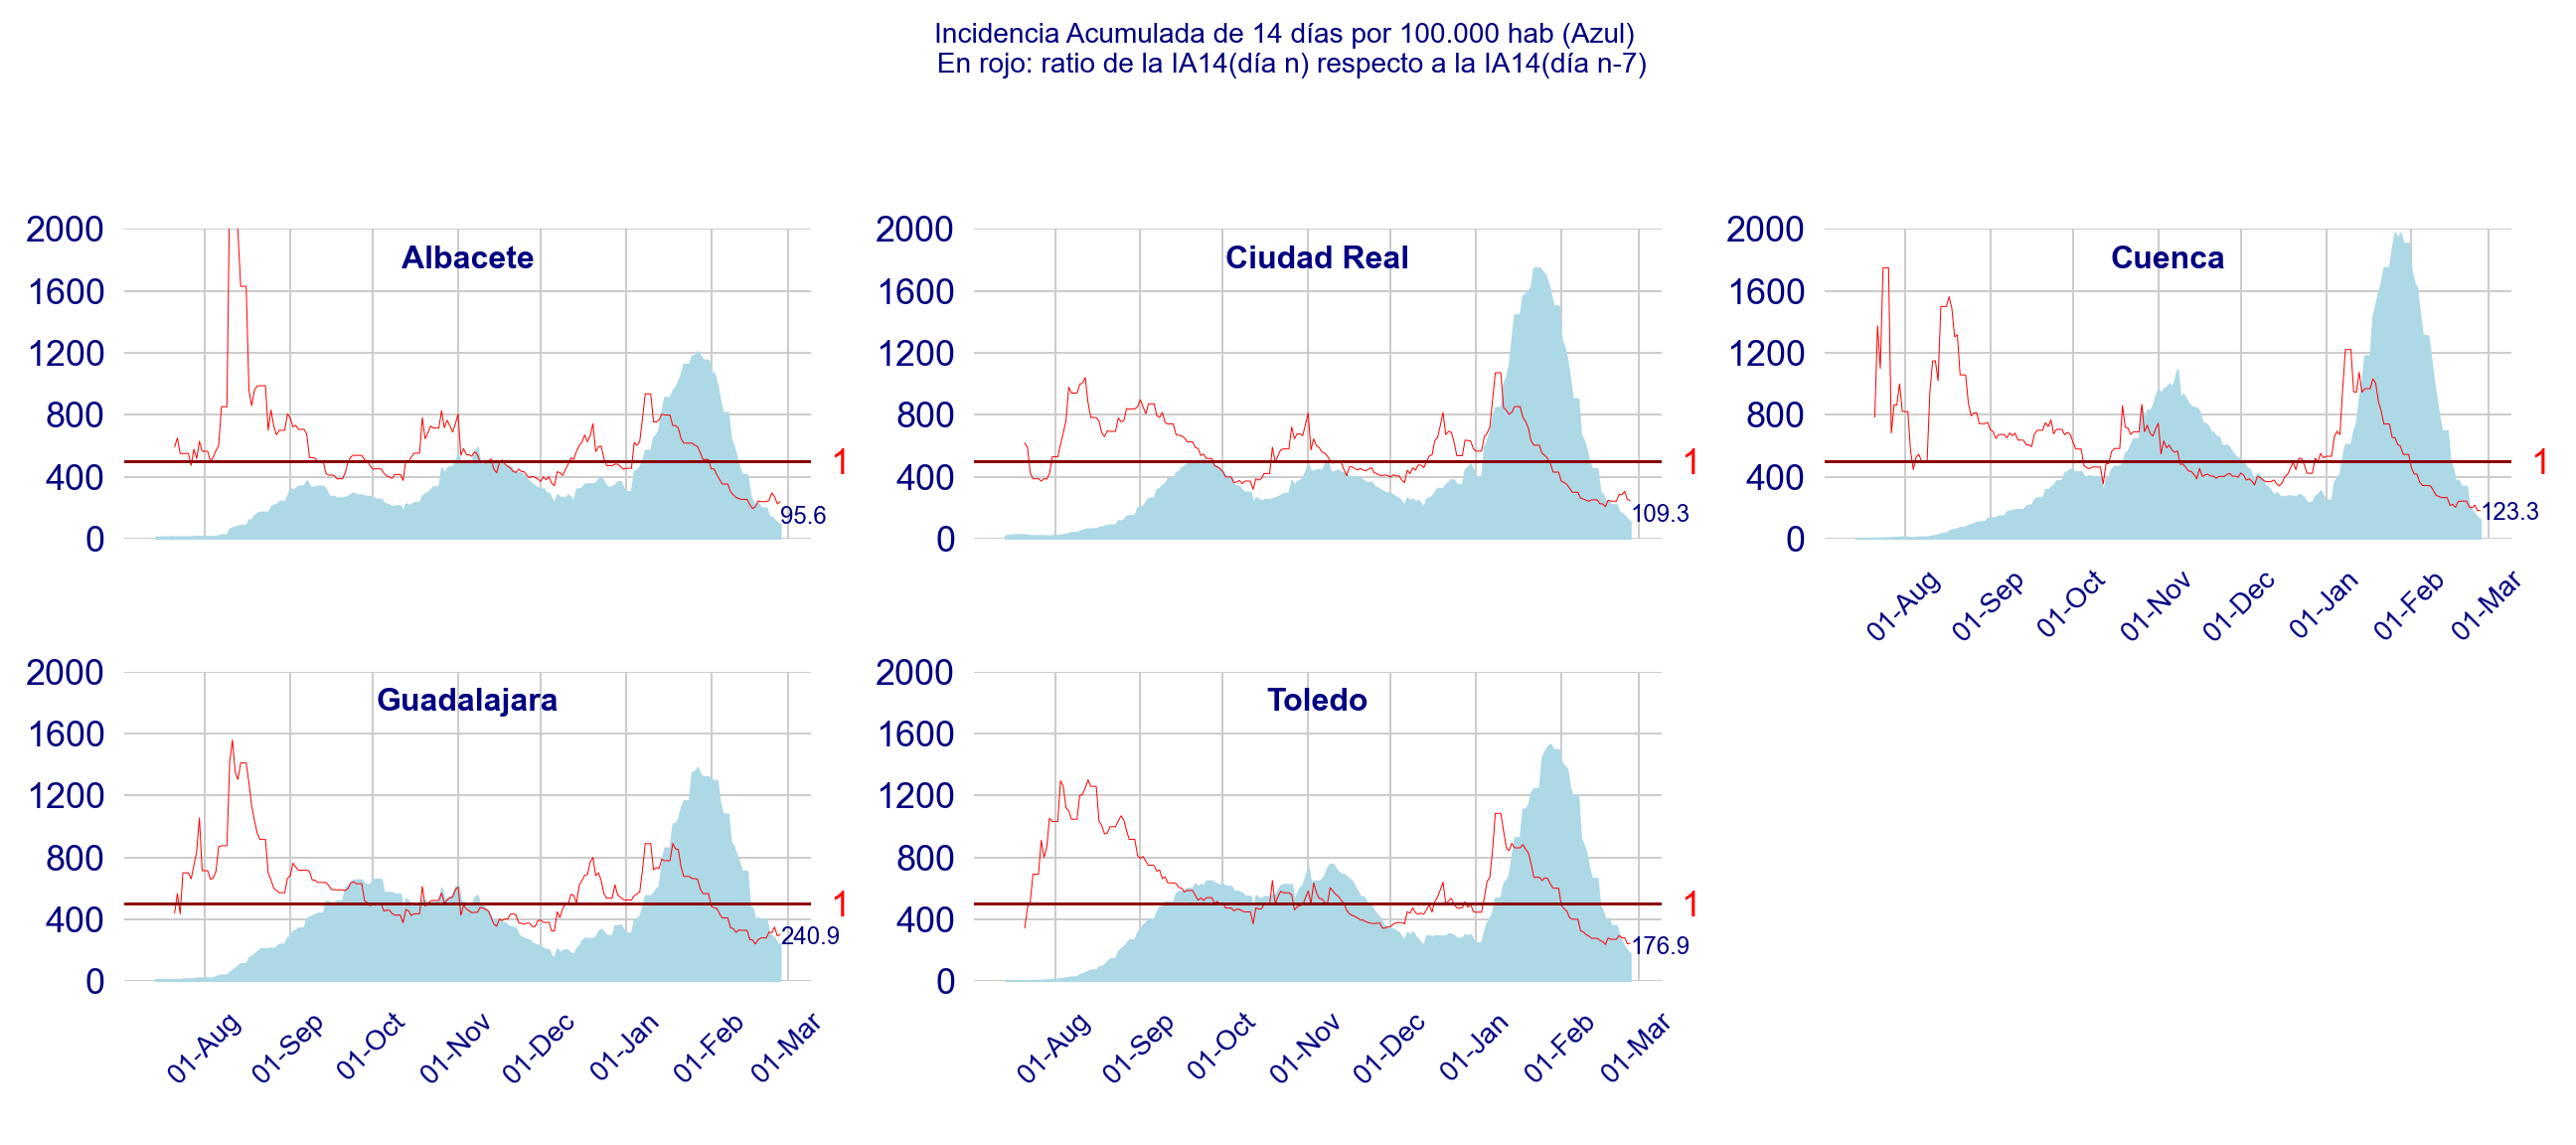 Incidencia Acumulada de 14 días por 100.000 hab (Azul)
En rojo: ratio de la IA14(día n) respecto a la IA14(día n-7)
Albacete
2000
1600
1200
800
400
0
1
95.6
Ciudad Real
2000
1600
1200
800
400
0
1
109.3
Cuenca
2000
1600
1200
800
400
0
1
123.3
01-Aug
01-Sep
01-Oct
01-Nov
01-Dec
01-Jan
01-Feb
01-Mar
Guadalajara
2000
1600
1200
800
400
0
1
240.9
01-Aug
01-Sep
01-Oct
01-Nov
01-Dec
01-Jan
01-Feb
01-Mar
Toledo
2000
1600
1200
800
400
0
1
176.9
01-Aug
01-Sep
01-Oct
01-Nov
01-Dec
01-Jan
01-Feb
01-Mar